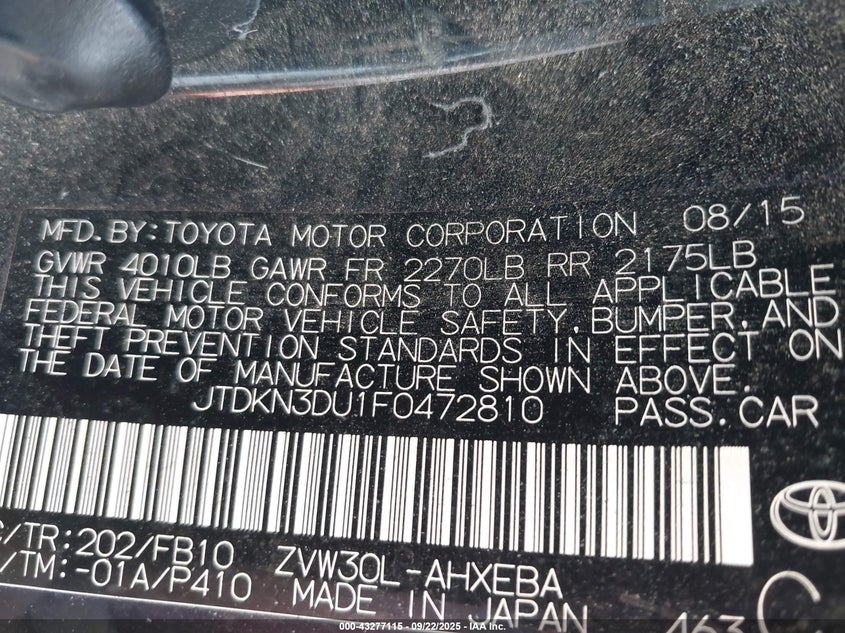 MFD.BY:TOYOTA MOTOR CORPORATION 08/15
GVWR 4010LB GAWR FR 2270LB RR 2175LB
THIS VEHICLE CONFORMS TO ALL APPLICABLE
FEDERAL MOTOR VEHICLE SAFETY, BUMPER, AND
THEFT PREVENTION STANDARDS IN EFFECT ON
THE DATE OF MANUFACTURE SHOWN ABOVE.
JTDKN3DU1F0472810 PASS.CAR
C/TR:202/FB10 ZVW30L-AHXEBA
/TM:-01A/P410 MADE IN JAPAN 463 C
000-43277115 - 09/22/2025 - IAA Inc.